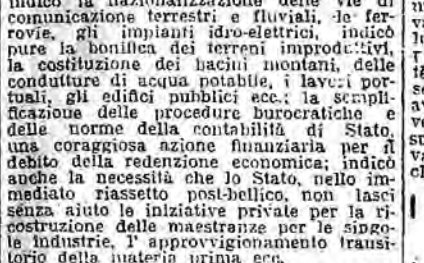 indicò la nazionalizzazione delle vie di
comunicazione terrestri e fluviali, le fer-
rovie, gli impianti idro-elettrici, indicò
pure la bonifica dei terreni improduttivi,
la costituzione dei bacini montani, delle
condutture di acqua potabile, i lavori por-
tuali, gli edifici pubblici ecc.; la sempli-
ficazione delle procedure burocratiche e
delle norme della contabilità di Stato,
una coraggiosa azione finanziaria per il
debito della redenzione economica; indicò
anche la necessità che lo Stato, nello im-
mediato riassetto post-bellico, non lasci
senza aiuto le iniziative private per la ri-
costruzione delle maestranze per le singo-
le industrie, l' approvvigionamento transi-
torio della materia prima ecc.